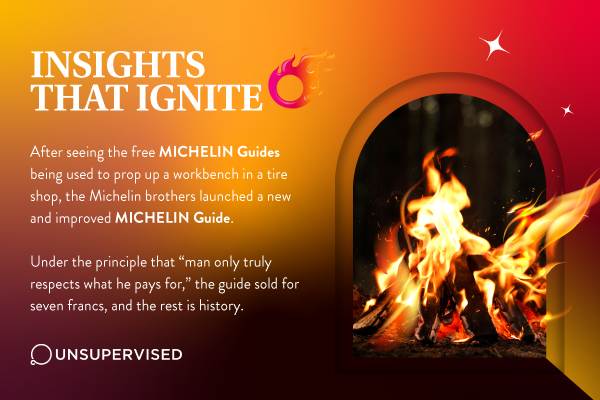 INSIGHTS
THAT IGNITE
After seeing the free MICHELIN Guides
being used to prop up a workbench in a tire
shop, the Michelin brothers launched a new
and improved MICHELIN Guide.
Under the principle that “man only truly
respects what he pays for,” the guide sold for
seven francs, and the rest is history.
UNSUPERVISED